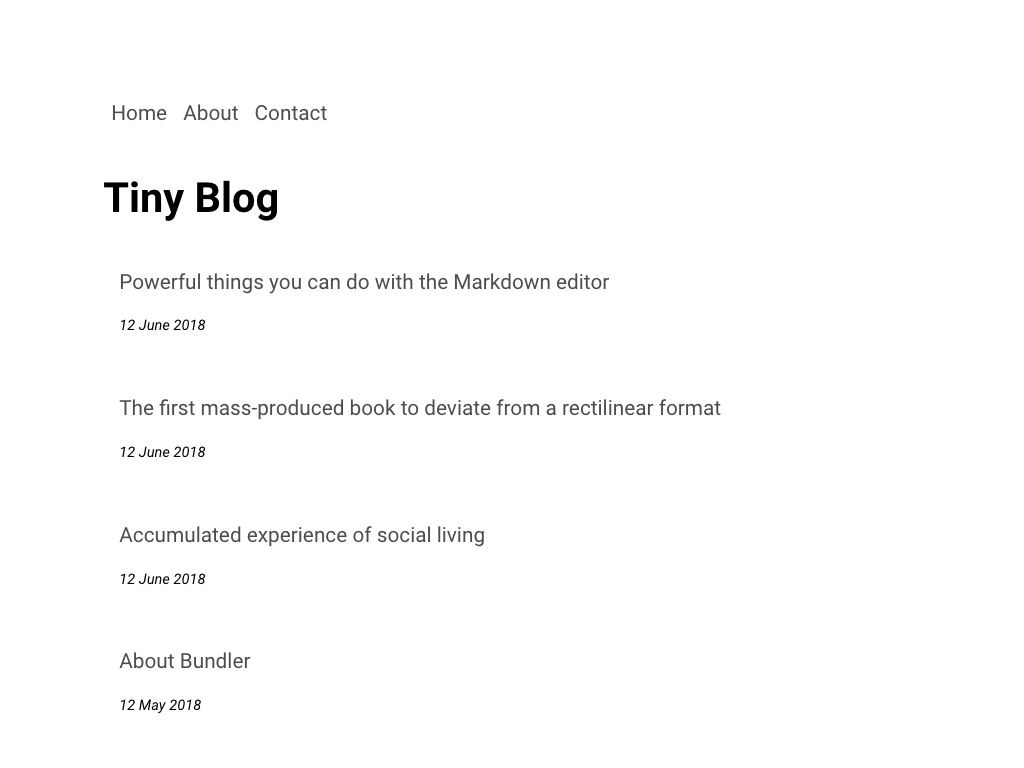 Home About Contact
Tiny Blog
Powerful things you can do with the Markdown editor
12 June 2018
The first mass-produced book to deviate from a rectilinear format
12 June 2018
Accumulated experience of social living
12 June 2018
About Bundler
12 May 2018